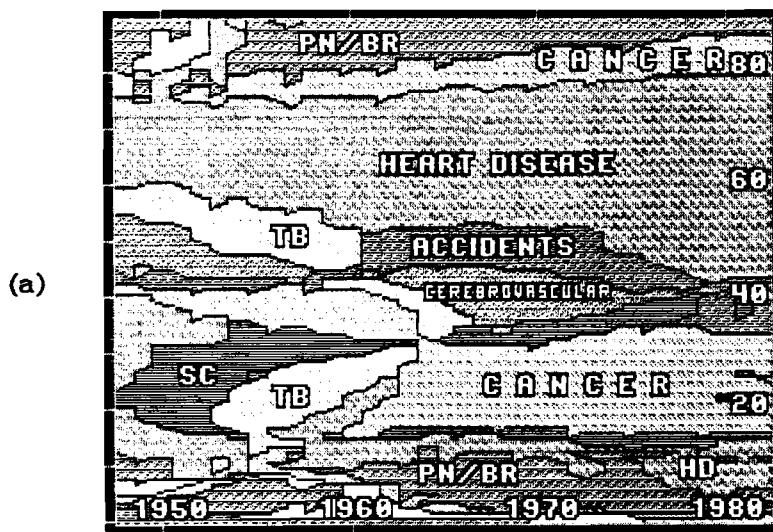 PN/BR
CANCER 80
HEART DISEASE
60
TB
ACCIDENTS
(a)
CEREBROVASCULAR 40
SC
CANCER
TB
20
PN/BR HD
1950 1960 1970 1980